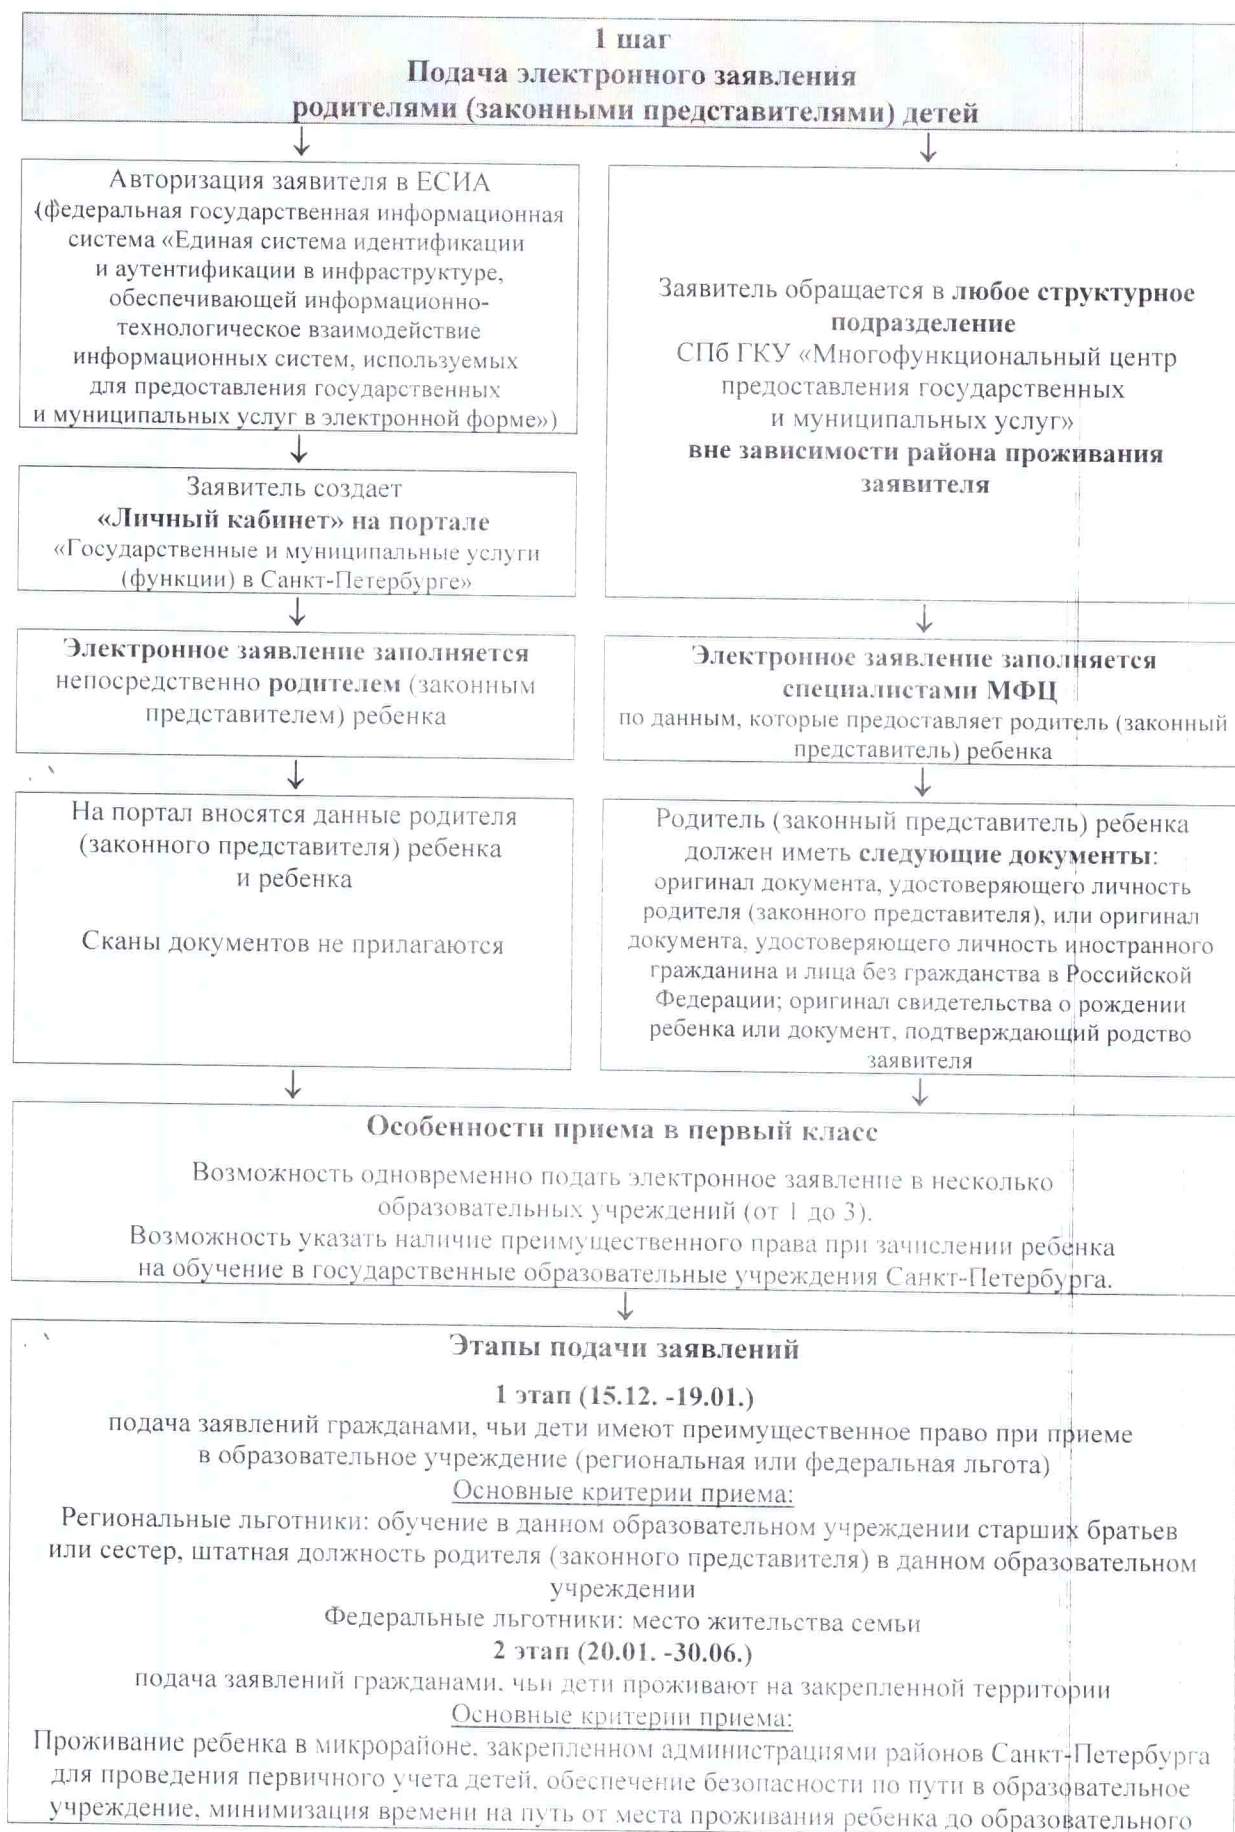 1 шаг
Подача электронного заявления
родителями (законными представителями) детей
Авторизация заявителя в ЕСИА
(федеральная государственная информационная
система «Единая система идентификации
и аутентификации в инфраструктуре,
обеспечивающей информационно-
технологическое взаимодействие
информационных систем, используемых
для предоставления государственных
и муниципальных услуг в электронной форме»)
Заявитель создает
«Личный кабинет» на портале
«Государственные и муниципальные услуги
(функции) в Санкт-Петербурге»
Электронное заявление заполняется
непосредственно родителем (законным
представителем) ребенка
На портал вносятся данные родителя
(законного представителя) ребенка
и ребенка
Сканы документов не прилагаются
Заявитель обращается в любое структурное
подразделение
СПб ГКУ «Многофункциональный центр
предоставления государственных
и муниципальных услуг»
вне зависимости района проживания
заявителя
Электронное заявление заполняется
специалистами МФЦ
по данным, которые предоставляет родитель (законный
представитель) ребенка
Родитель (законный представитель) ребенка
должен иметь следующие документы:
оригинал документа, удостоверяющего личность
родителя (законного представителя), или оригинал
документа, удостоверяющего личность иностранного
гражданина и лица без гражданства в Российской
Федерации; оригинал свидетельства о рождении
ребенка или документ, подтверждающий родство
заявителя
Особенности приема в первый класс
Возможность одновременно подать электронное заявление в несколько
образовательных учреждений (от 1 до 3).
Возможность указать наличие преимущественного права при зачислении ребенка
на обучение в государственные образовательные учреждения Санкт-Петербурга.
Этапы подачи заявлений
1 этап (15.12. -19.01.)
подача заявлений гражданами, чьи дети имеют преимущественное право при приеме
в образовательное учреждение (региональная или федеральная льгота)
Основные критерии приема:
Региональные льготники: обучение в данном образовательном учреждении старших братьев
или сестер, штатная должность родителя (законного представителя) в данном образовательном
учреждении
Федеральные льготники: место жительства семьи
2 этап (20.01. -30.06.)
подача заявлений гражданами, чьи дети проживают на закрепленной территории
Основные критерии приема:
Проживание ребенка в микрорайоне, закрепленном администрациями районов Санкт-Петербурга
для проведения первичного учета детей, обеспечение безопасности по пути в образовательное
учреждение, минимизация времени на путь от места проживания ребенка до образовательного